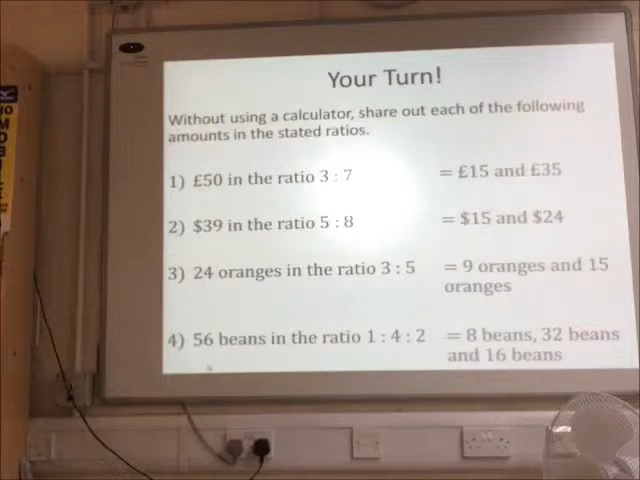 Your Turn!
Without using a calculator, share out each of the following
amounts in the stated ratios.
1) £50 in the ratio 3 : 7 = £15 and £35
2) $39 in the ratio 5 : 8 = $15 and $24
3) 24 oranges in the ratio 3 : 5 = 9 oranges and 15
oranges
4) 56 beans in the ratio 1 : 4 : 2 = 8 beans, 32 beans
and 16 beans